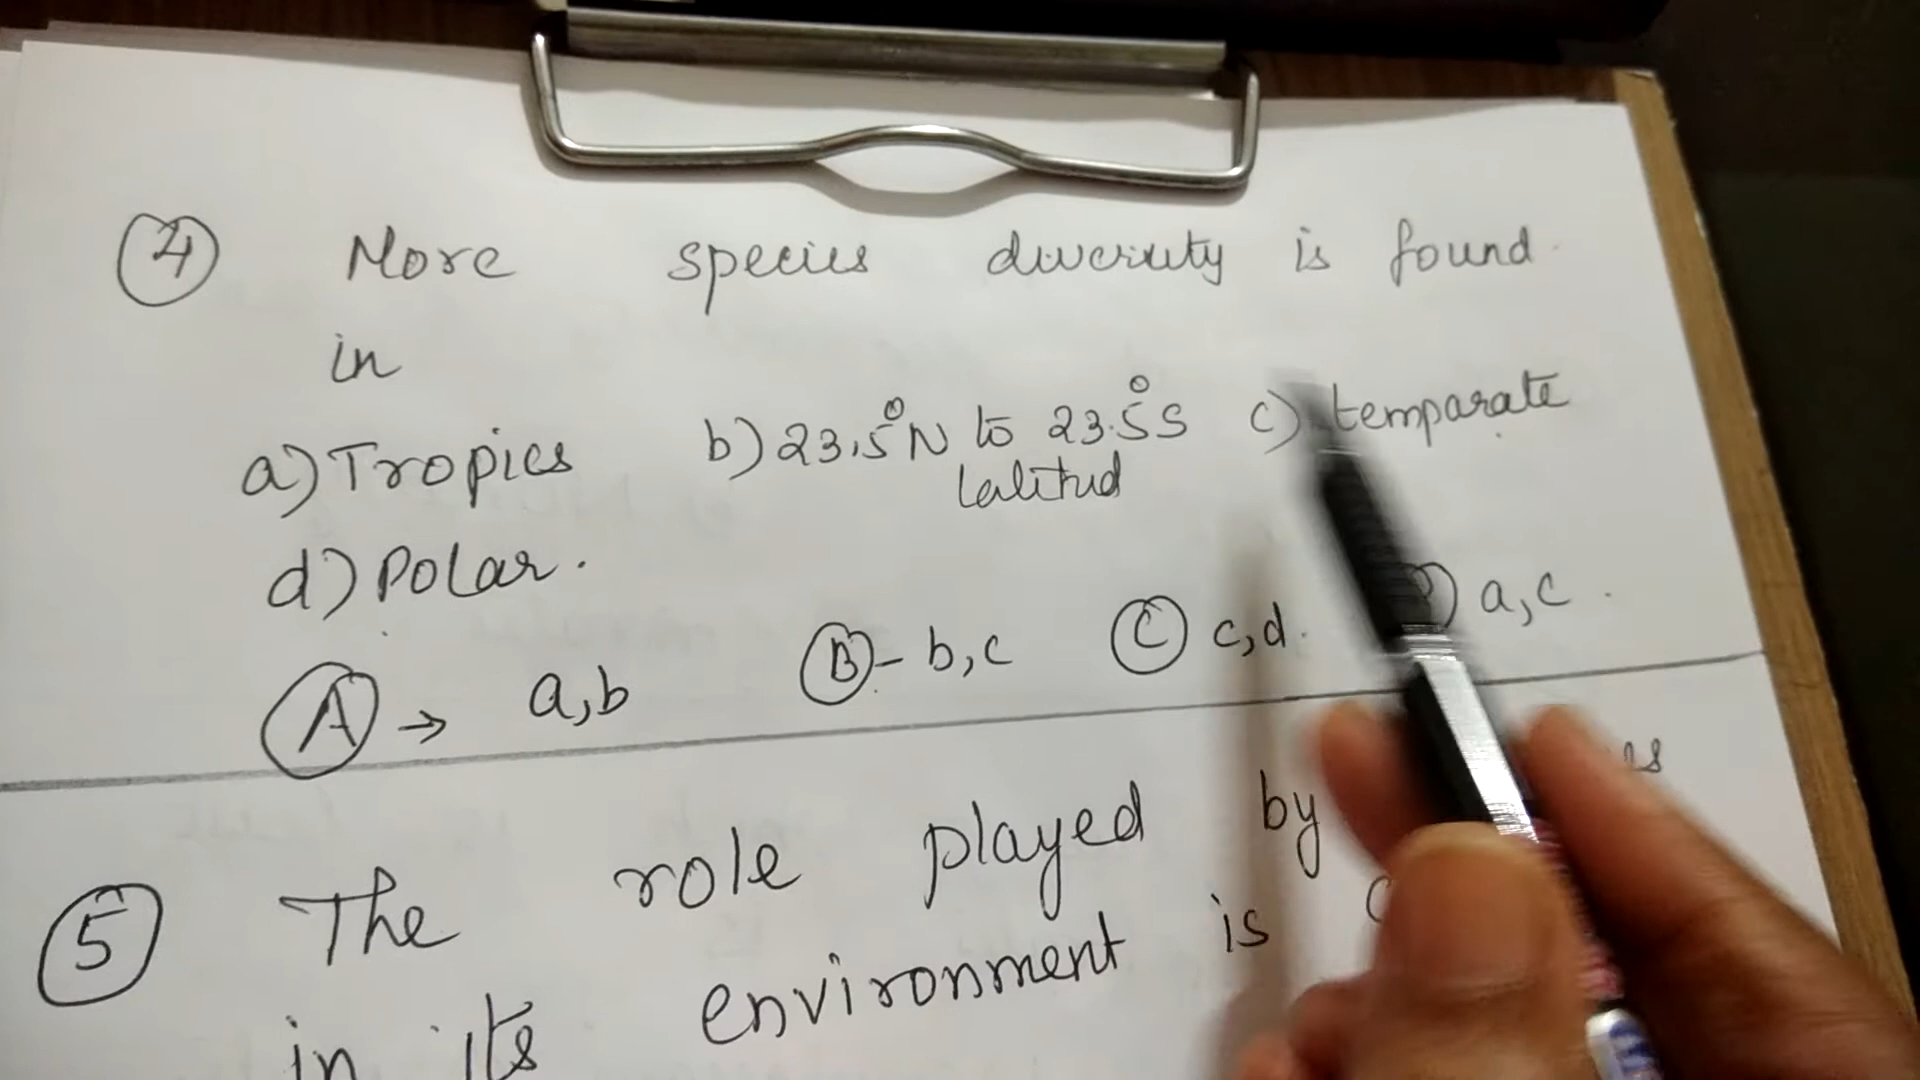 4 More species diversity is found
in
a) Tropics b) 23.5°N to 23.5°S c) temparate
lalitud
d) Polar.
A → a,b B - b,c C c,d. D a,c.
5 The role played by
in its environment is